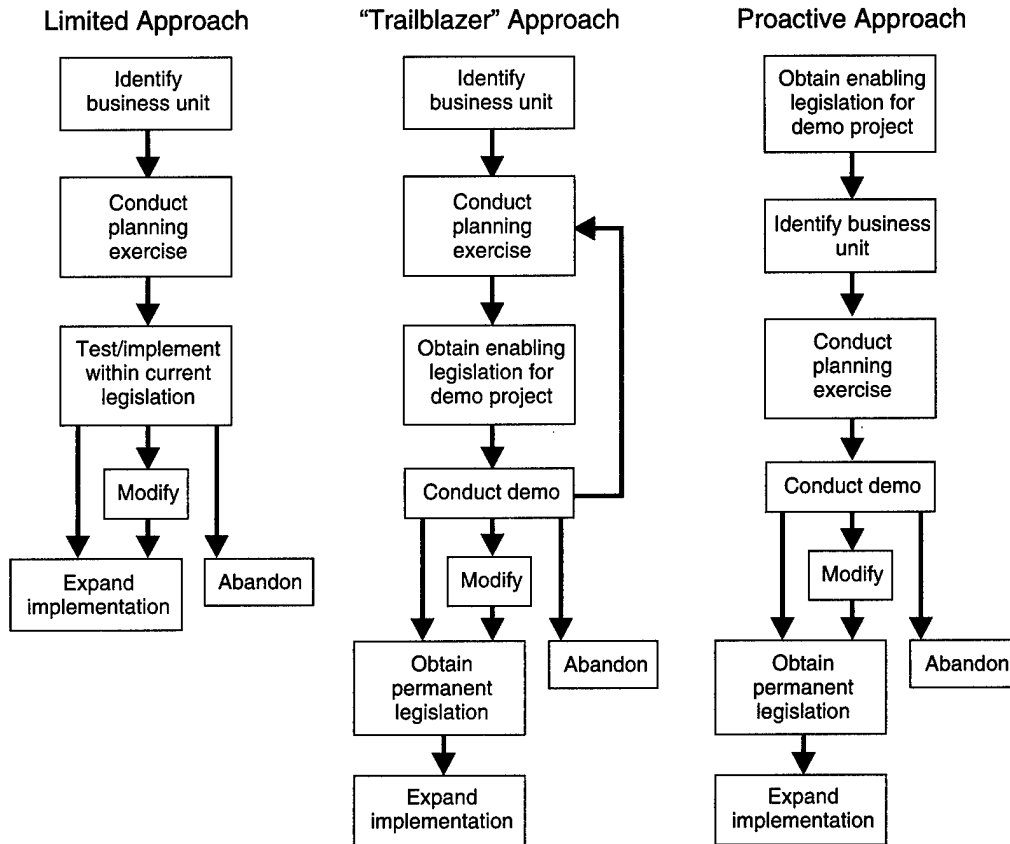 Limited Approach
Identify
business unit
Conduct
planning
exercise
Test/implement
within current
legislation
Modify
Expand
implementation
Abandon
“Trailblazer” Approach
Identify
business unit
Conduct
planning
exercise
Obtain enabling
legislation for
demo project
Conduct demo
Modify
Obtain
permanent
legislation
Abandon
Expand
implementation
Proactive Approach
Obtain enabling
legislation for
demo project
Identify business
unit
Conduct
planning
exercise
Conduct demo
Modify
Obtain
permanent
legislation
Abandon
Expand
implementation